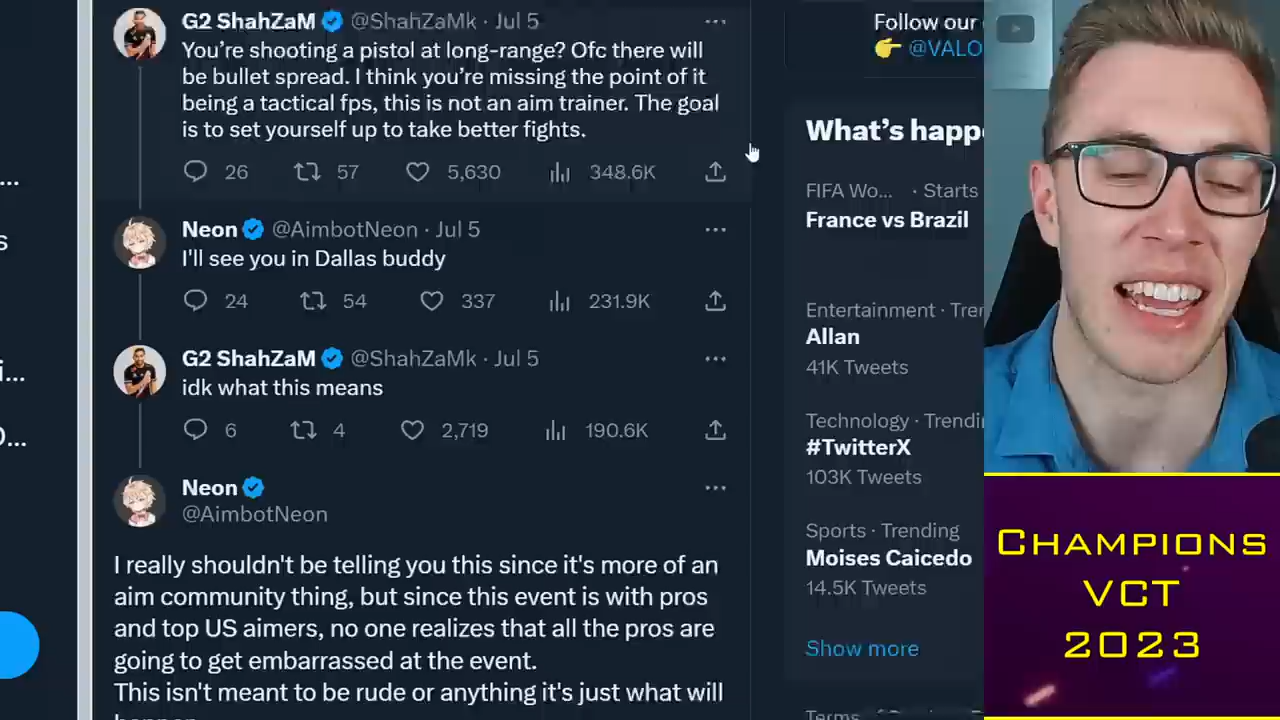 G2 ShahZaM @ShahZaMk · Jul 5
You’re shooting a pistol at long-range? Ofc there will
be bullet spread. I think you’re missing the point of it
being a tactical fps, this is not an aim trainer. The goal
is to set yourself up to take better fights.
26 57 5,630 348.6K
Neon @AimbotNeon · Jul 5
I'll see you in Dallas buddy
24 54 337 231.9K
G2 ShahZaM @ShahZaMk · Jul 5
idk what this means
6 4 2,719 190.6K
Neon
@AimbotNeon
I really shouldn't be telling you this since it's more of an
aim community thing, but since this event is with pros
and top US aimers, no one realizes that all the pros are
going to get embarrassed at the event.
This isn't meant to be rude or anything it's just what will
Follow our
👉 @VALO
What’s happ
FIFA Wo... · Starts
France vs Brazil
Entertainment · Tren
Allan
41K Tweets
Technology · Trendi
#TwitterX
103K Tweets
Sports · Trending
Moises Caicedo
14.5K Tweets
Show more
CHAMPIONS
VCT
2023